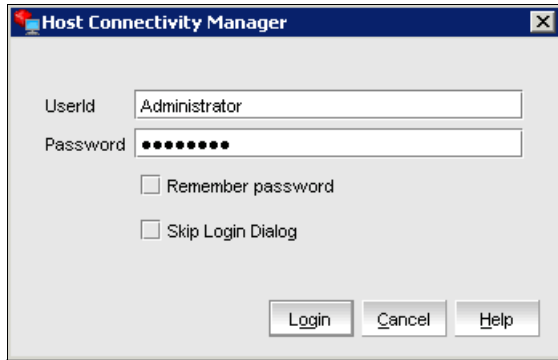 Host Connectivity Manager
UserId Administrator
Password ●●●●●●●●
Remember password
Skip Login Dialog
Login Cancel Help